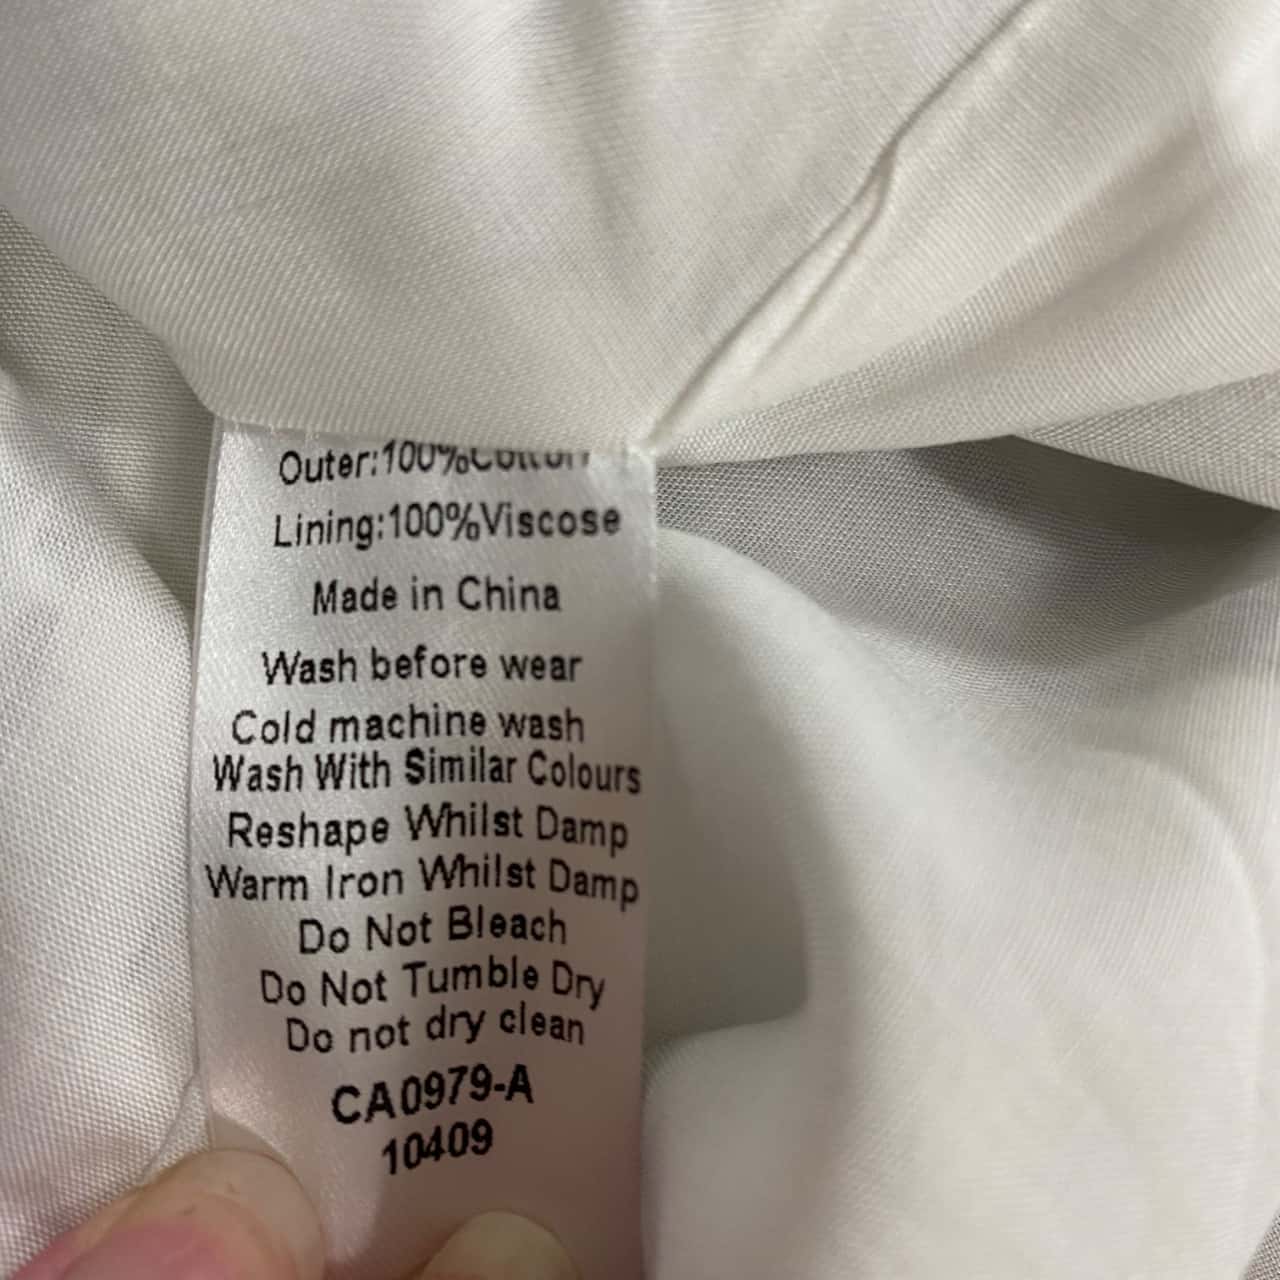 Outer:100%Cotton
Lining:100%Viscose
Made in China
Wash before wear
Cold machine wash
Wash With Similar Colours
Reshape Whilst Damp
Warm Iron Whilst Damp
Do Not Bleach
Do Not Tumble Dry
Do not dry clean
CA0979-A
10409